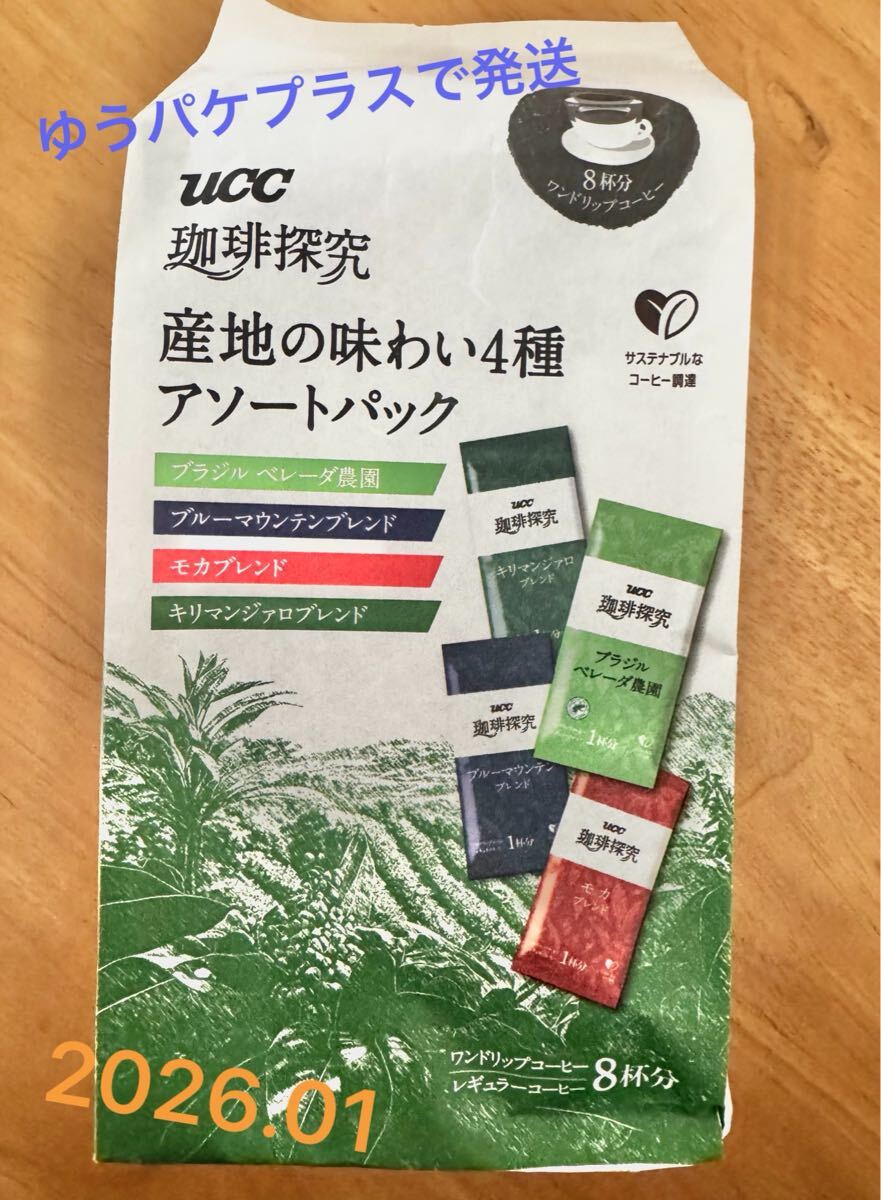 ゆうパケプラスで発送
UCC
珈琲探究
8杯分
ワンドリップコーヒー
産地の味わい4種
アソートパック
サステナブルな
コーヒー調達
ブラジル ベレーダ農園
ブルーマウンテンブレンド
モカブレンド
キリマンジァロブレンド
UCC
珈琲探究
キリマンジァロ
ブレンド
1杯分
UCC
珈琲探究
ブラジル
ベレーダ農園
1杯分
UCC
珈琲探究
ブルーマウンテン
ブレンド
1杯分
UCC
珈琲探究
モカ
ブレンド
1杯分
ワンドリップコーヒー
レギュラーコーヒー
8杯分
2026.01